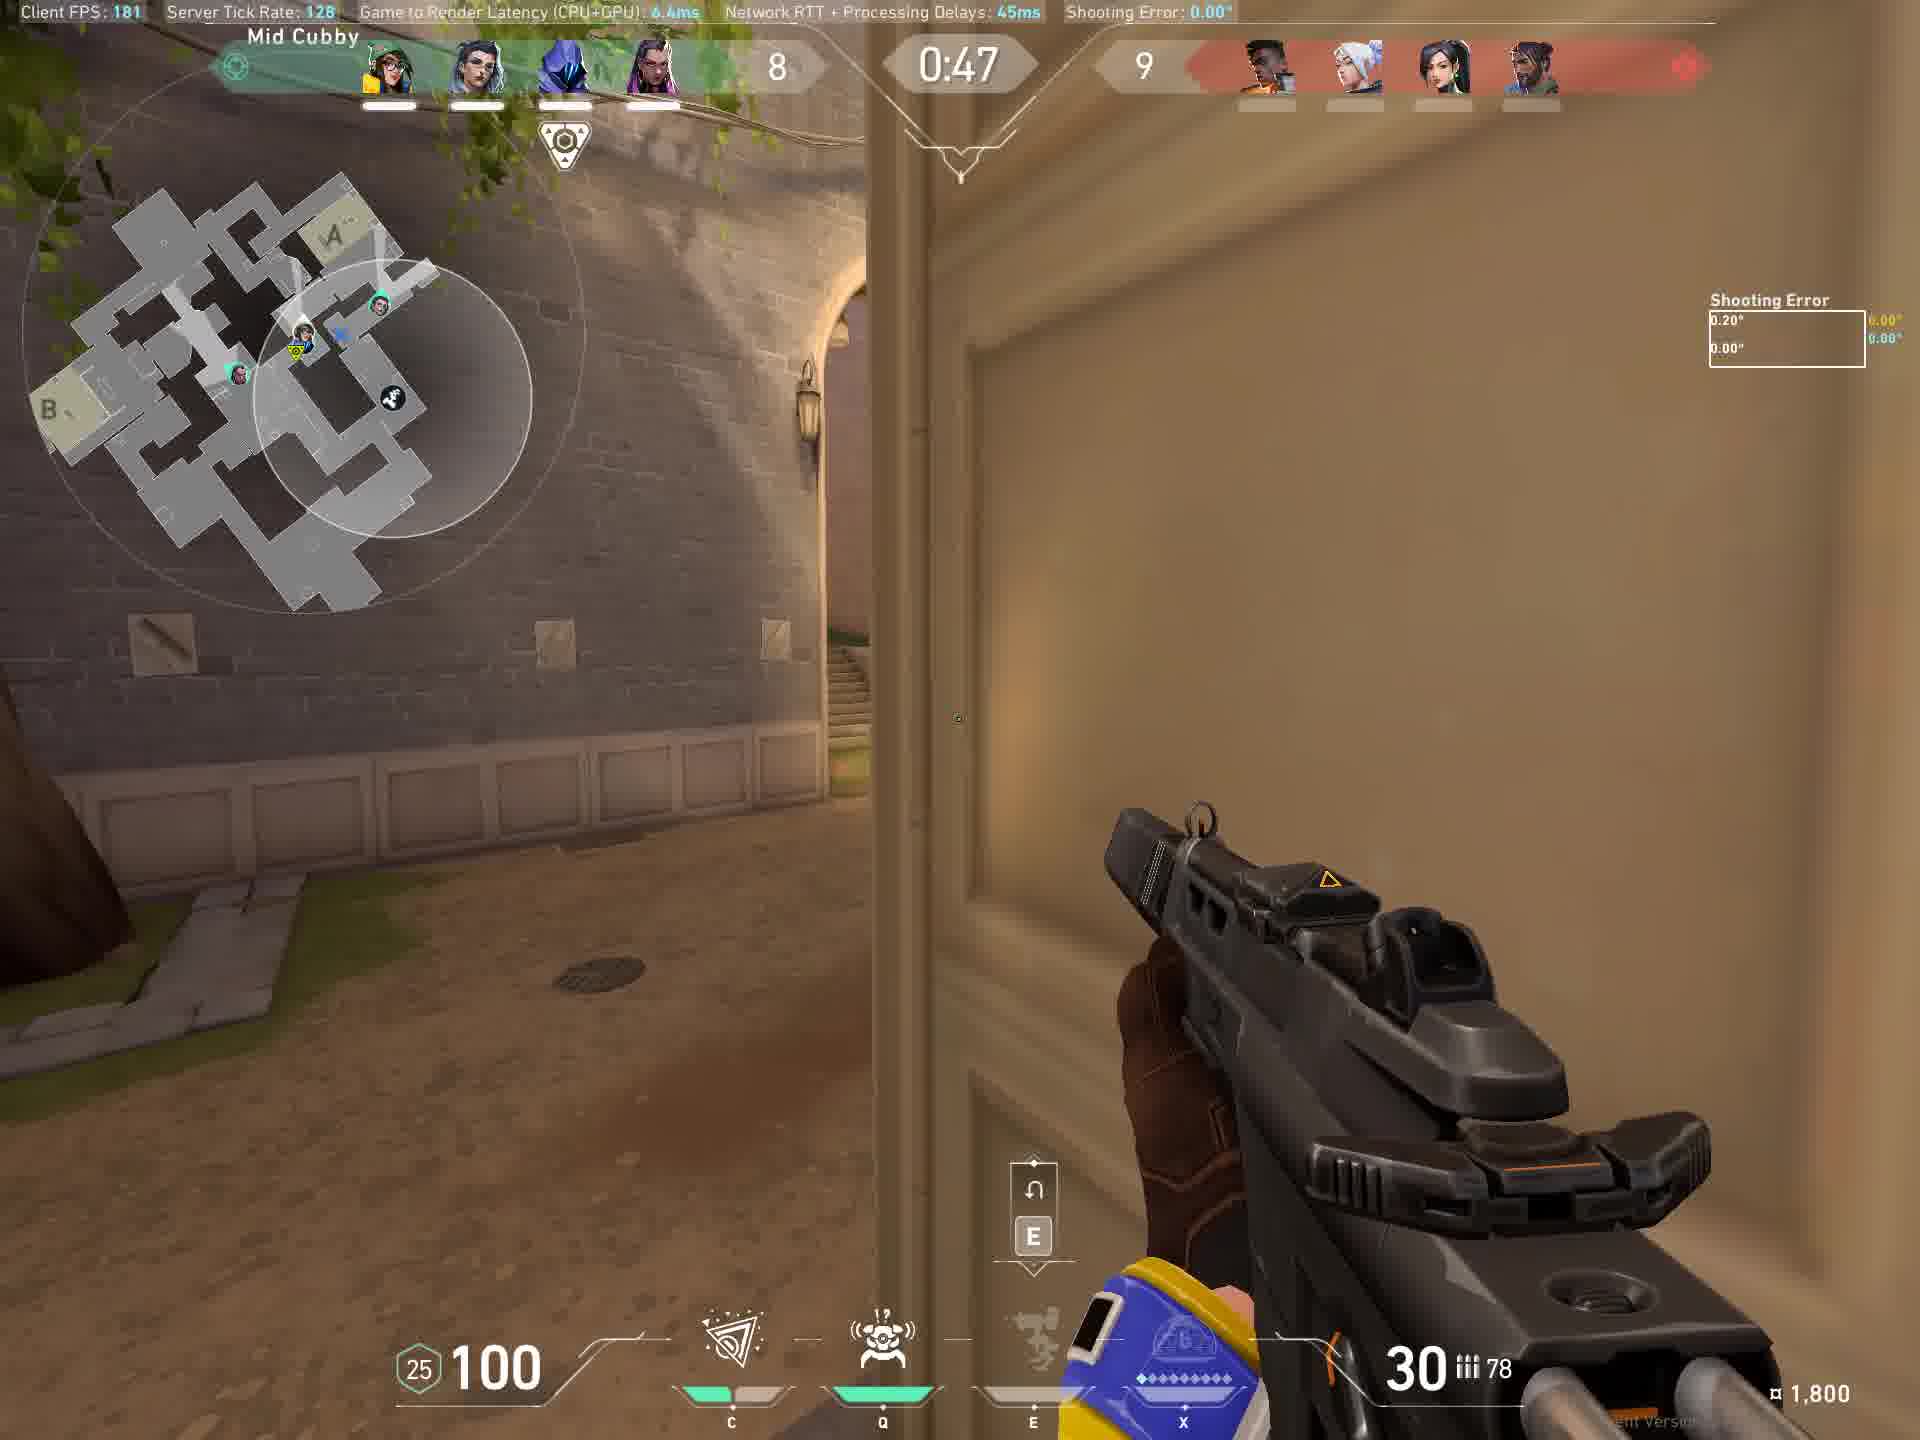 Client FPS: 181 Server Tick Rate: 128 Game to Render Latency (CPU+GPU): 6.4ms Network RTT + Processing Delays: 45ms Shooting Error: 0.00°
Mid Cubby
8 0:47 9
A
B
Shooting Error
0.20° 0.00°
0.00° 0.00°
E
25 100
30 78
¤ 1,800
C Q E X